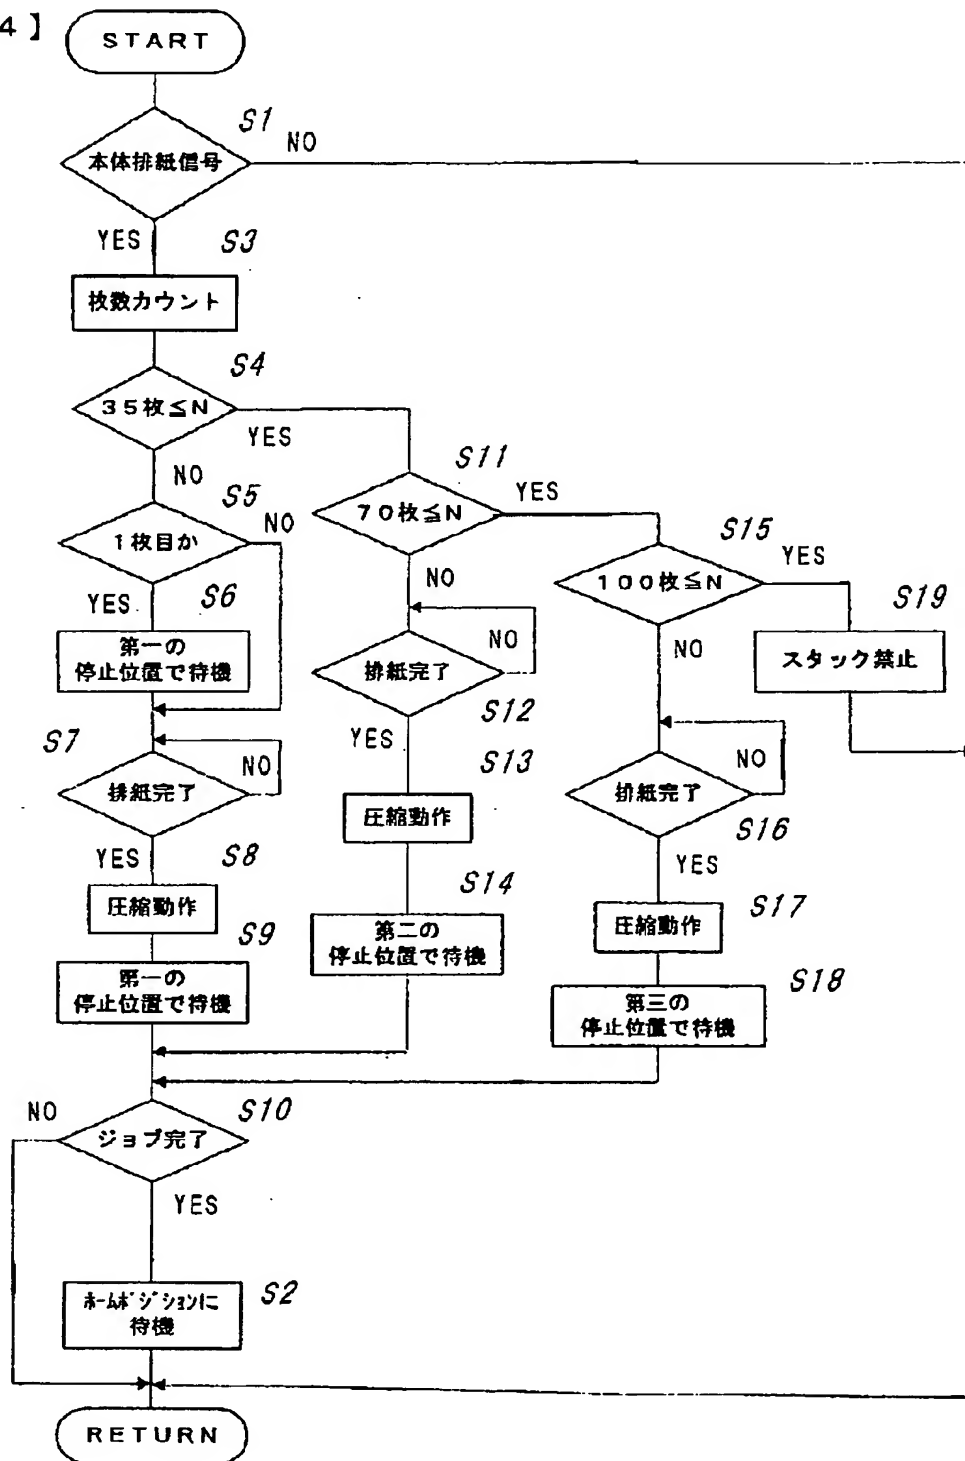 4】
START
S1
本体排紙信号
NO
YES
S3
枚数カウント
S4
35枚≦N
YES
NO
S5
1枚目か
NO
YES
S6
第一の
停止位置で待機
S7
排紙完了
NO
YES
S8
圧縮動作
S9
第一の
停止位置で待機
S11
70枚≦N
YES
NO
排紙完了
NO
S12
YES
S13
圧縮動作
S14
第二の
停止位置で待機
S15
100枚≦N
YES
NO
S19
スタック禁止
排紙完了
NO
S16
YES
圧縮動作
S17
第三の
停止位置で待機
S18
NO
S10
ジョブ完了
YES
ホームポジションに
待機
S2
RETURN